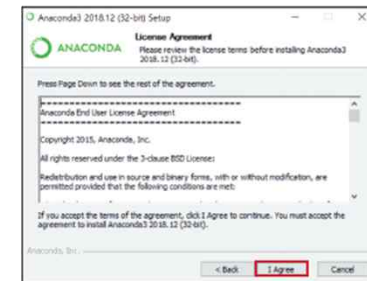 Anaconda3 2018.12 (32-bit) Setup
License Agreement
ANACONDA
Please review the license terms before installing Anaconda3
2018.12 (32-bit).
Press Page Down to see the rest of the agreement.
Anaconda End User License Agreement
Copyright 2015, Anaconda, Inc.
All rights reserved under the 3-clause BSD License:
Redistribution and use in source and binary forms, with or without modification, are
permitted provided that the following conditions are met:
If you accept the terms of the agreement, click I Agree to continue. You must accept the
agreement to install Anaconda3 2018.12 (32-bit).
Anaconda, Inc.
< Back
I Agree
Cancel